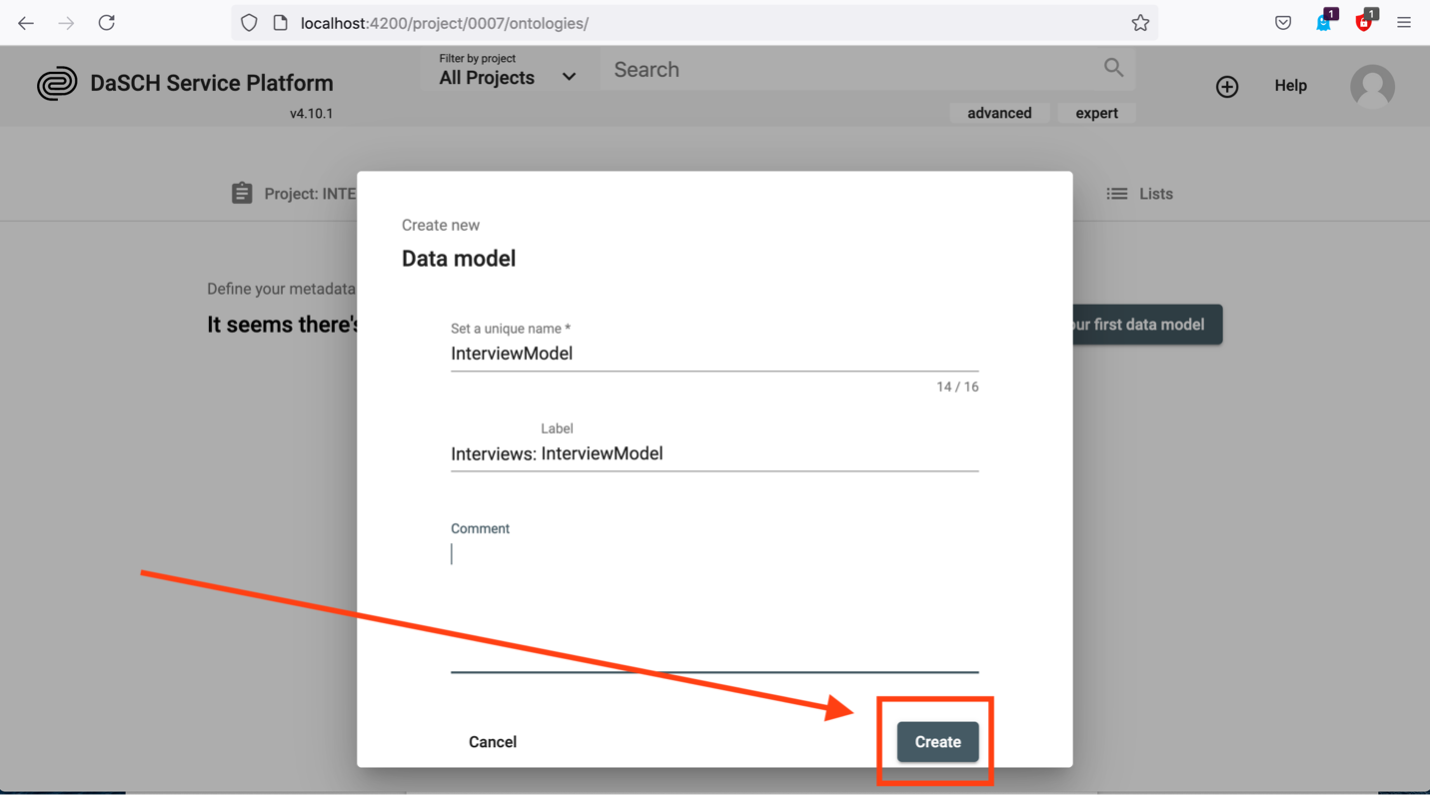 localhost:4200/project/0007/ontologies/
1
1
Filter by project
All Projects
Search
DaSCH Service Platform
v4.10.1
Help
advanced
expert
Project: INTE
Lists
Create new
Data model
Define your metadata
It seems there's
our first data model
Set a unique name *
InterviewModel
14 / 16
Label
Interviews: InterviewModel
Comment
Cancel
Create